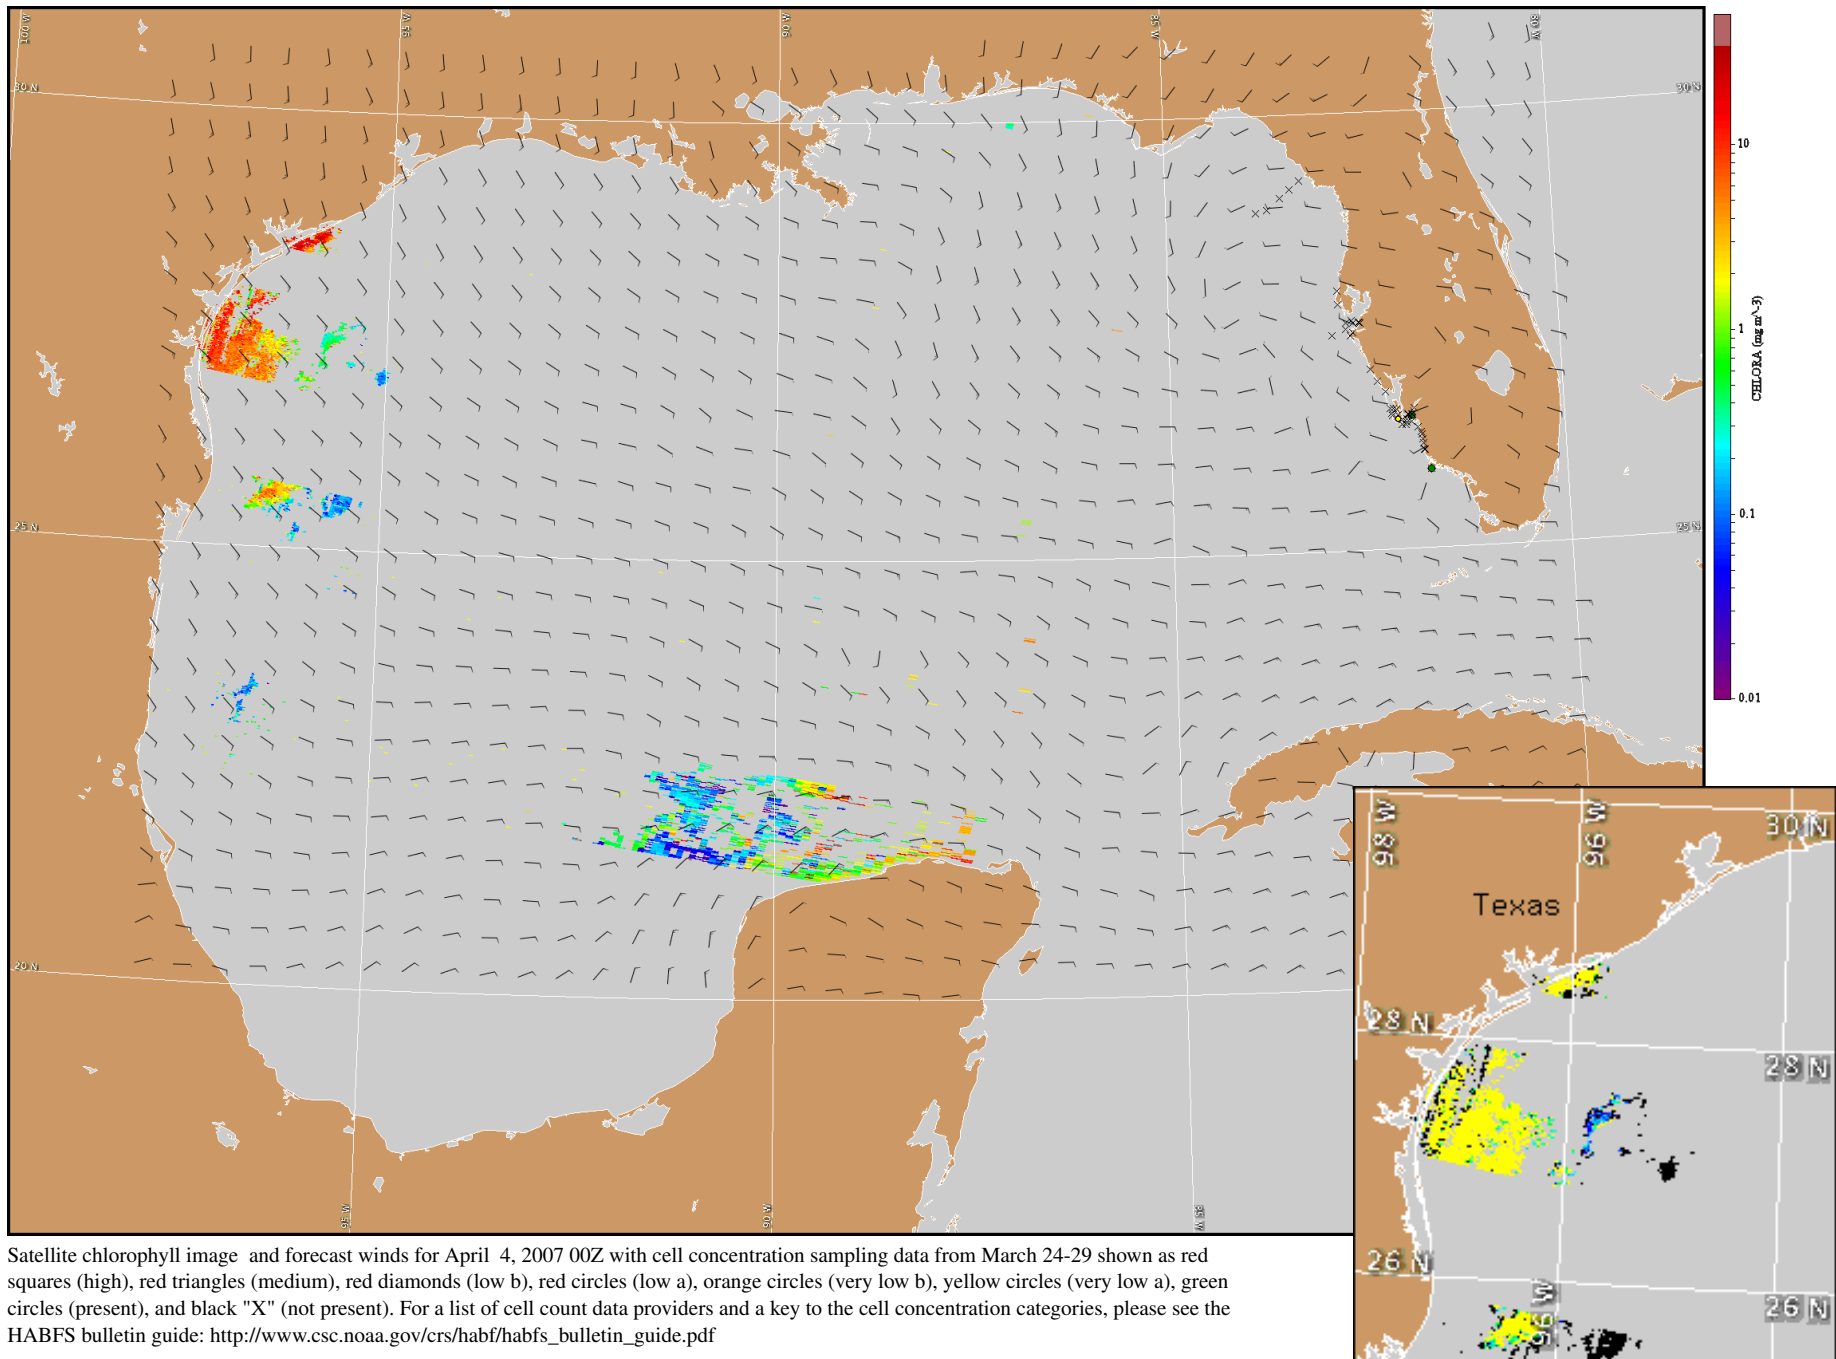 100 W
95 W
90 W
85 W
80 W
30 N
30 N
10
1
CHLORA (mg m^-3)
0.1
0.01
25 N
25 N
20 N
95 W
90 W
85 W
98 W
96 W
30 N
Texas
28 N
28 N
26 N
26 N
96 W
Satellite chlorophyll image and forecast winds for April 4, 2007 00Z with cell concentration sampling data from March 24-29 shown as red
squares (high), red triangles (medium), red diamonds (low b), red circles (low a), orange circles (very low b), yellow circles (very low a), green
circles (present), and black "X" (not present). For a list of cell count data providers and a key to the cell concentration categories, please see the
HABFS bulletin guide: http://www.csc.noaa.gov/crs/habf/habfs_bulletin_guide.pdf